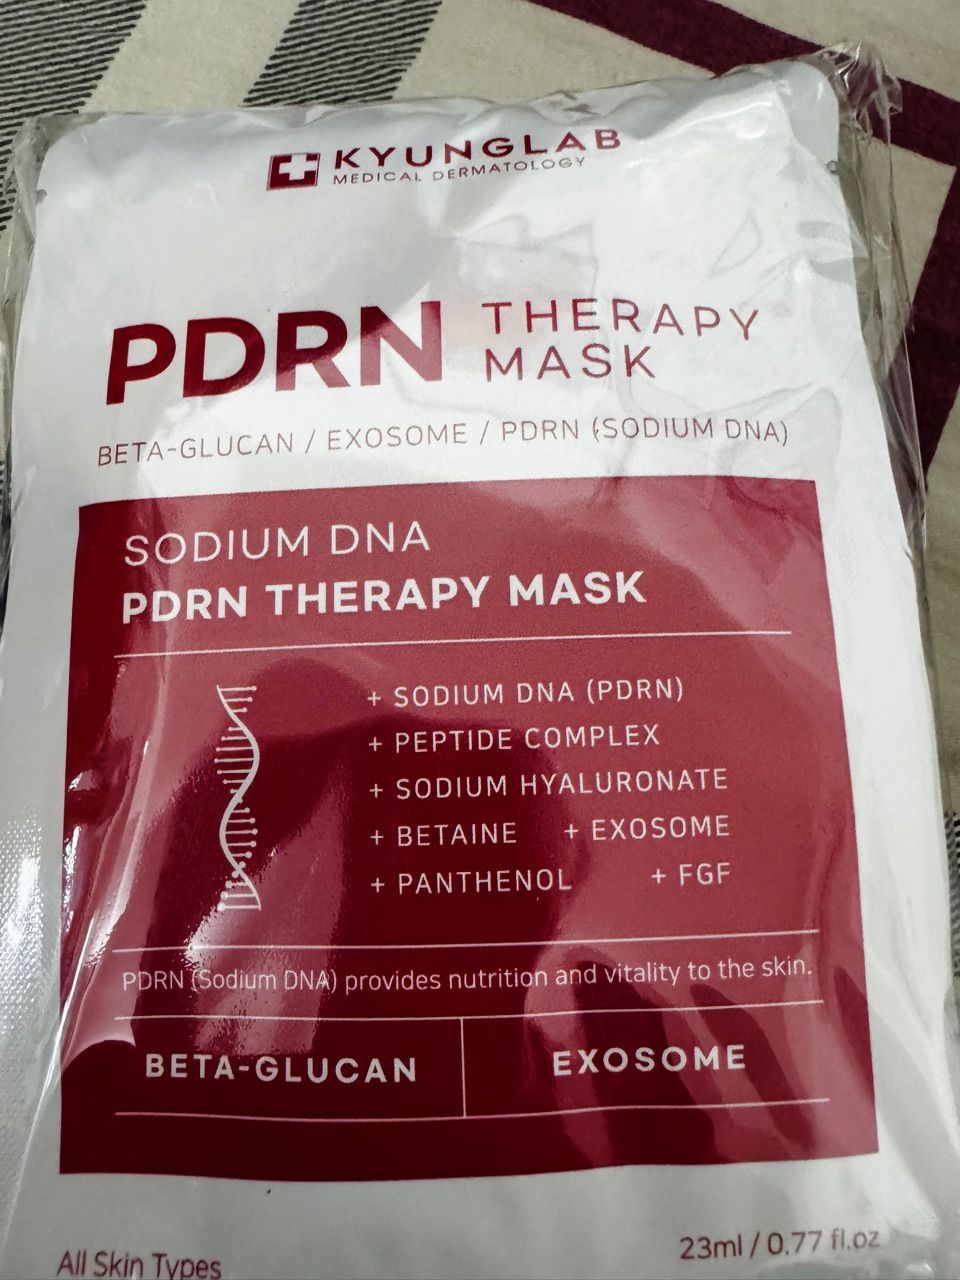 KYUNGLAB
MEDICAL DERMATOLOGY
PDRN THERAPY
MASK
BETA-GLUCAN / EXOSOME / PDRN (SODIUM DNA)
SODIUM DNA
PDRN THERAPY MASK
+ SODIUM DNA (PDRN)
+ PEPTIDE COMPLEX
+ SODIUM HYALURONATE
+ BETAINE + EXOSOME
+ PANTHENOL + FGF
PDRN (Sodium DNA) provides nutrition and vitality to the skin.
BETA-GLUCAN EXOSOME
All Skin Types 23ml / 0.77 fl.oz